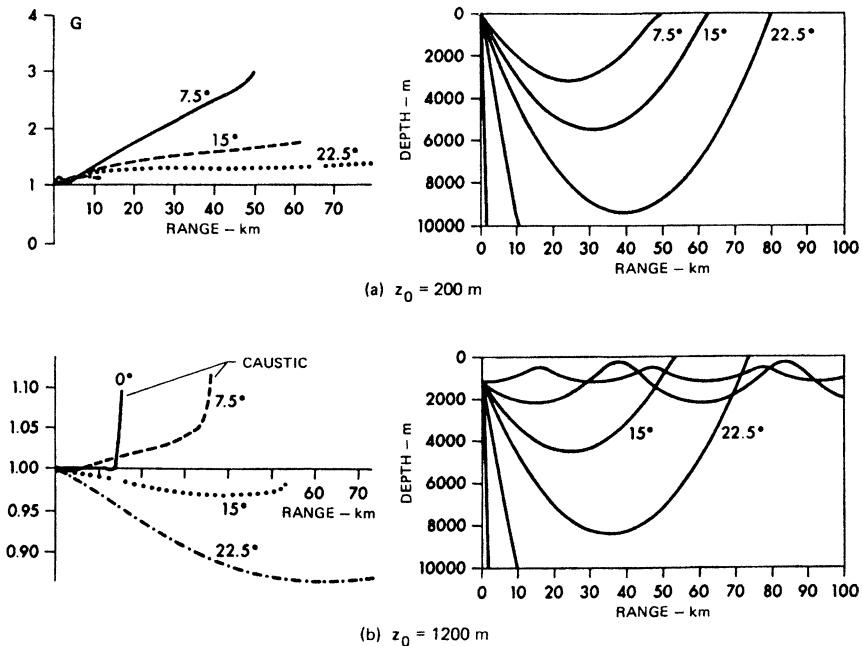 G
4
3
2
1
0
7.5°
15°
22.5°
10 20 30 40 50 60 70
RANGE – km
DEPTH – m
0
2000
4000
6000
8000
10000
7.5° 15° 22.5°
0 10 20 30 40 50 60 70 80 90 100
RANGE – km
(a) z₀ = 200 m
1.10
1.05
1.00
0.95
0.90
0°
CAUSTIC
7.5°
60 70
RANGE – km
15°
22.5°
DEPTH – m
0
2000
4000
6000
8000
10000
15° 22.5°
0 10 20 30 40 50 60 70 80 90 100
RANGE – km
(b) z₀ = 1200 m